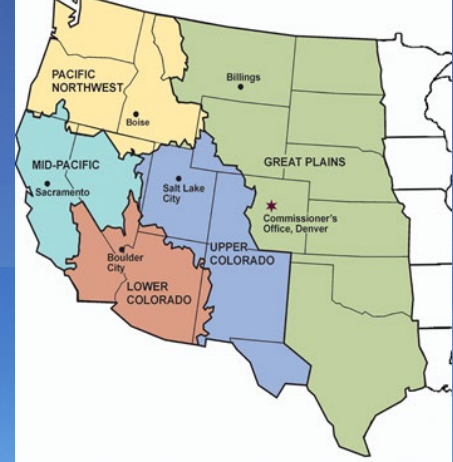 PACIFIC
NORTHWEST
Billings
Boise
MID-PACIFIC
Sacramento
Salt Lake
City
GREAT PLAINS
Commissioner's
Office, Denver
Boulder
City
UPPER
COLORADO
LOWER
COLORADO